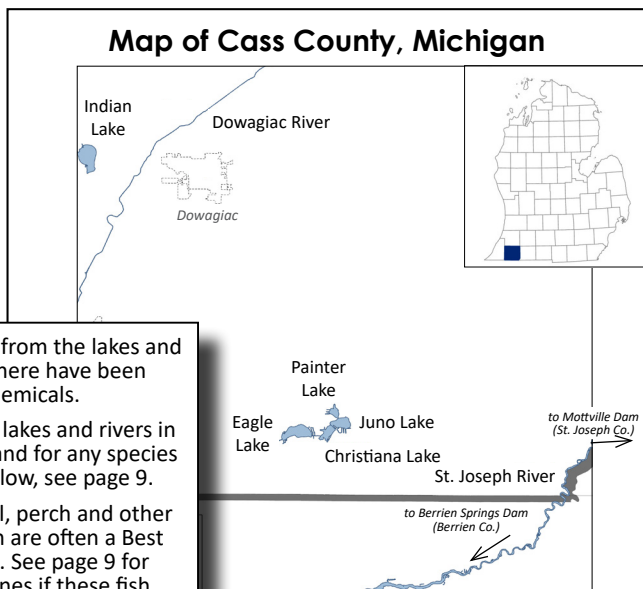 Map of Cass County, Michigan
Indian
Lake
Dowagiac River
Dowagiac
from the lakes and
here have been
emicals.
lakes and rivers in
and for any species
low, see page 9.
l, perch and other
n are often a Best
. See page 9 for
nes if these fish
Painter
Lake
Eagle
Lake
Juno Lake
Christiana Lake
to Mottville Dam
(St. Joseph Co.)
St. Joseph River
to Berrien Springs Dam
(Berrien Co.)